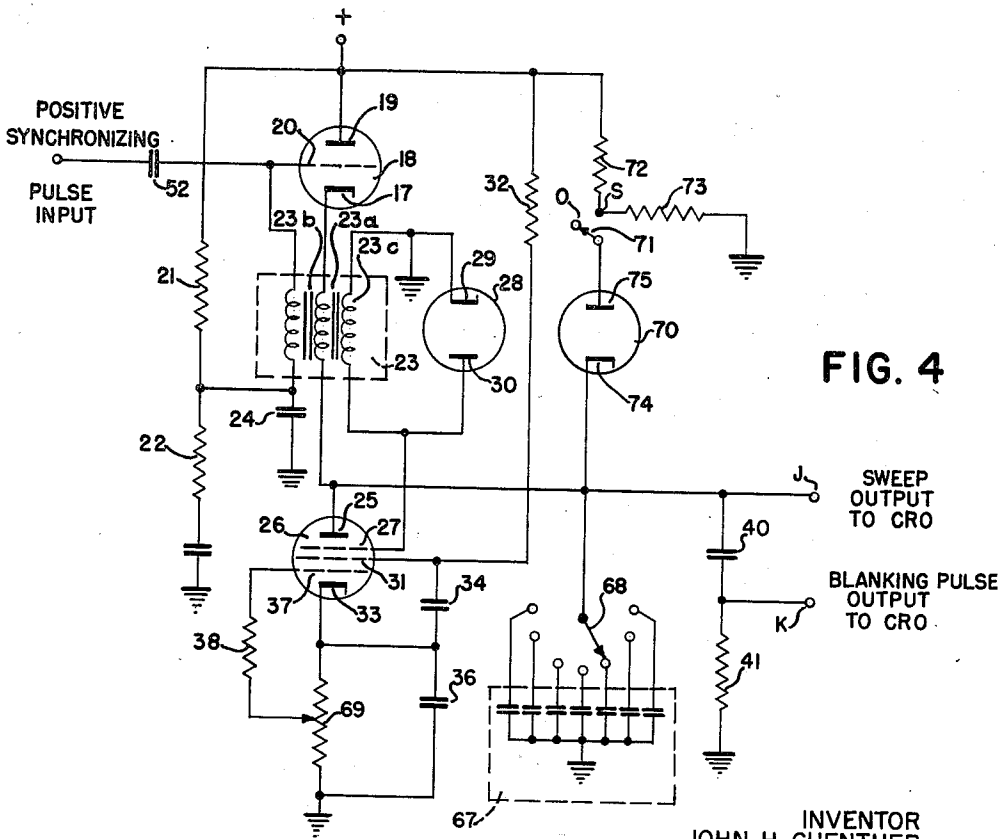 +
POSITIVE
SYNCHRONIZING
PULSE
INPUT
52
20
19
18
17
21
22
23b
23a
23c
23
24
29
28
30
32
72
S
O
73
71
75
70
74
FIG. 4
26
25
27
31
37
33
34
38
36
69
68
67
J
SWEEP
OUTPUT
TO CRO
40
BLANKING PULSE
OUTPUT
TO CRO
K
41
INVENTOR
JOHN H. GUENTHER